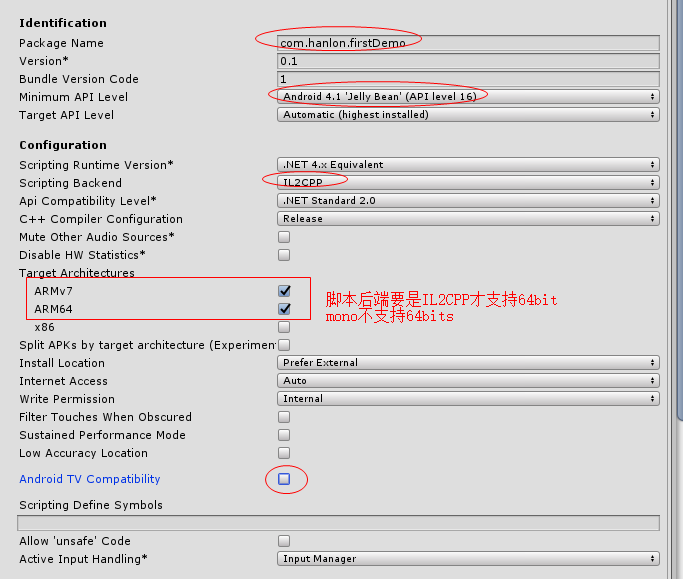 Identification
Package Name com.hanlon.firstDemo
Version* 0.1
Bundle Version Code 1
Minimum API Level Android 4.1 'Jelly Bean' (API level 16)
Target API Level Automatic (highest installed)
Configuration
Scripting Runtime Version* .NET 4.x Equivalent
Scripting Backend IL2CPP
Api Compatibility Level* .NET Standard 2.0
C++ Compiler Configuration Release
Mute Other Audio Sources*
Disable HW Statistics*
Target Architectures
ARMv7
ARM64
x86
脚本后端要是IL2CPP才支持64bit
mono不支持64bits
Split APKs by target architecture (Experimen
Install Location Prefer External
Internet Access Auto
Write Permission Internal
Filter Touches When Obscured
Sustained Performance Mode
Low Accuracy Location
Android TV Compatibility
Scripting Define Symbols
Allow 'unsafe' Code
Active Input Handling* Input Manager